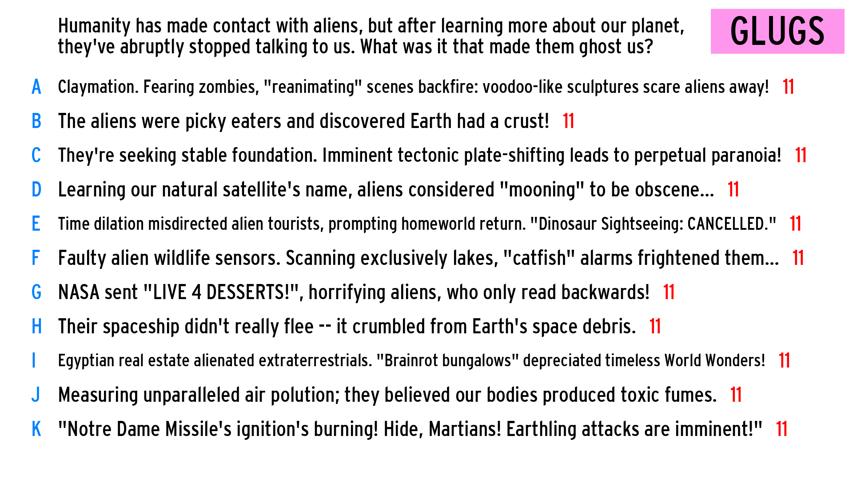 Humanity has made contact with aliens, but after learning more about our planet,
they've abruptly stopped talking to us. What was it that made them ghost us?
GLUGS
A Claymation. Fearing zombies, "reanimating" scenes backfire: voodoo-like sculptures scare aliens away! 11
B The aliens were picky eaters and discovered Earth had a crust! 11
C They're seeking stable foundation. Imminent tectonic plate-shifting leads to perpetual paranoia! 11
D Learning our natural satellite's name, aliens considered "mooning" to be obscene... 11
E Time dilation misdirected alien tourists, prompting homeworld return. "Dinosaur Sightseeing: CANCELLED." 11
F Faulty alien wildlife sensors. Scanning exclusively lakes, "catfish" alarms frightened them... 11
G NASA sent "LIVE 4 DESSERTS!", horrifying aliens, who only read backwards! 11
H Their spaceship didn't really flee -- it crumbled from Earth's space debris. 11
I Egyptian real estate alienated extraterrestrials. "Brainrot bungalows" depreciated timeless World Wonders! 11
J Measuring unparalleled air polution; they believed our bodies produced toxic fumes. 11
K "Notre Dame Missile's ignition's burning! Hide, Martians! Earthling attacks are imminent!" 11